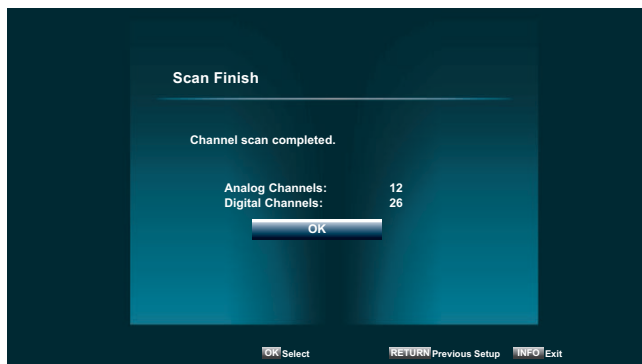 Scan Finish
Channel scan completed.
Analog Channels: 12
Digital Channels: 26
OK
OK Select RETURN Previous Setup INFO Exit